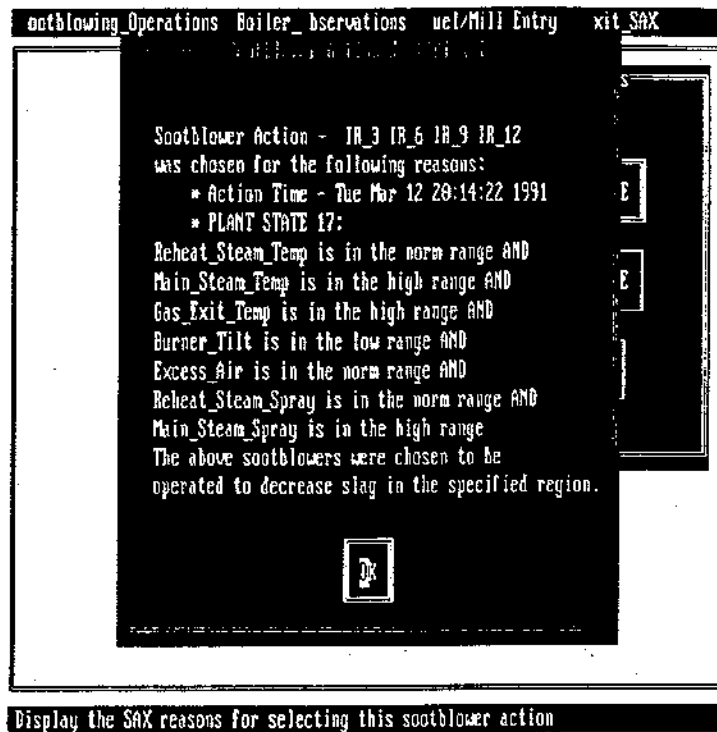 ootblowing_Operations Boiler_ bservations uel/Mill Entry xit_SAX
S
Sootblower Action - IR_3 IR_6 IR_9 IR_12
was chosen for the following reasons:
* Action Time - Tue Mar 12 20:14:22 1991
* PLANT STATE 17:
E
Reheat_Steam_Temp is in the norm range AND
Main_Steam_Temp is in the high range AND
Gas_Exit_Temp is in the high range AND
E
Burner_Tilt is in the low range AND
Excess_Air is in the norm range AND
Reheat_Steam_Spray is in the norm range AND
Main_Steam_Spray is in the high range
The above sootblowers were chosen to be
operated to decrease slag in the specified region.
OK
Display the SAX reasons for selecting this sootblower action